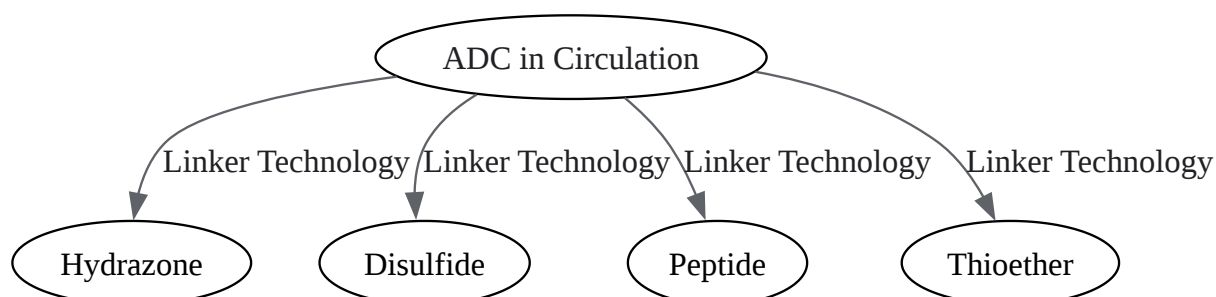 ADC in Circulation
Linker Technology Linker Technology Linker Technology Linker Technology
Hydrazone Disulfide Peptide Thioether